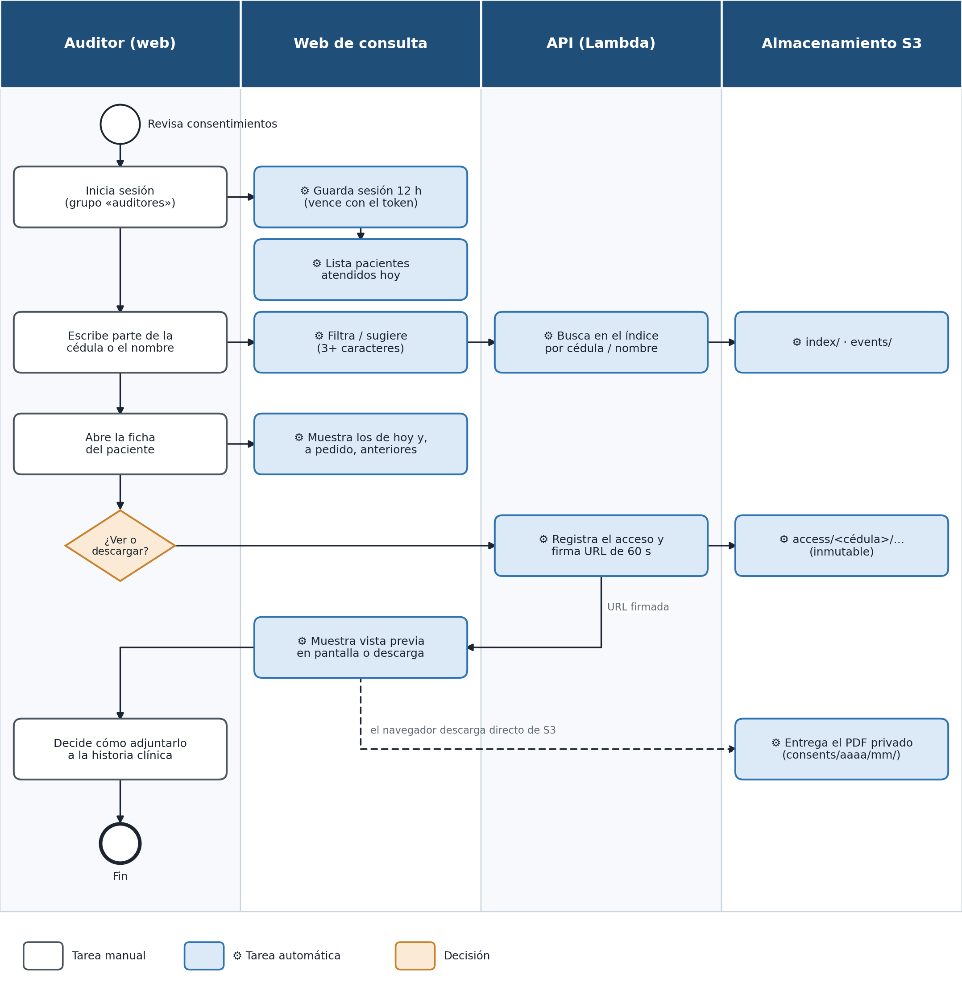 Auditor (web)
Web de consulta
API (Lambda)
Almacenamiento S3
Revisa consentimientos
Inicia sesión
(grupo «auditores»)
⚙ Guarda sesión 12 h
(vence con el token)
⚙ Lista pacientes
atendidos hoy
Escribe parte de la
cédula o el nombre
⚙ Filtra / sugiere
(3+ caracteres)
⚙ Busca en el índice
por cédula / nombre
⚙ index/ · events/
Abre la ficha
del paciente
⚙ Muestra los de hoy y,
a pedido, anteriores
¿Ver o
descargar?
⚙ Registra el acceso y
firma URL de 60 s
⚙ access/<cédula>/…
(inmutable)
URL firmada
⚙ Muestra vista previa
en pantalla o descarga
el navegador descarga directo de S3
Decide cómo adjuntarlo
a la historia clínica
⚙ Entrega el PDF privado
(consents/aaaa/mm/)
Fin
Tarea manual
⚙ Tarea automática
Decisión